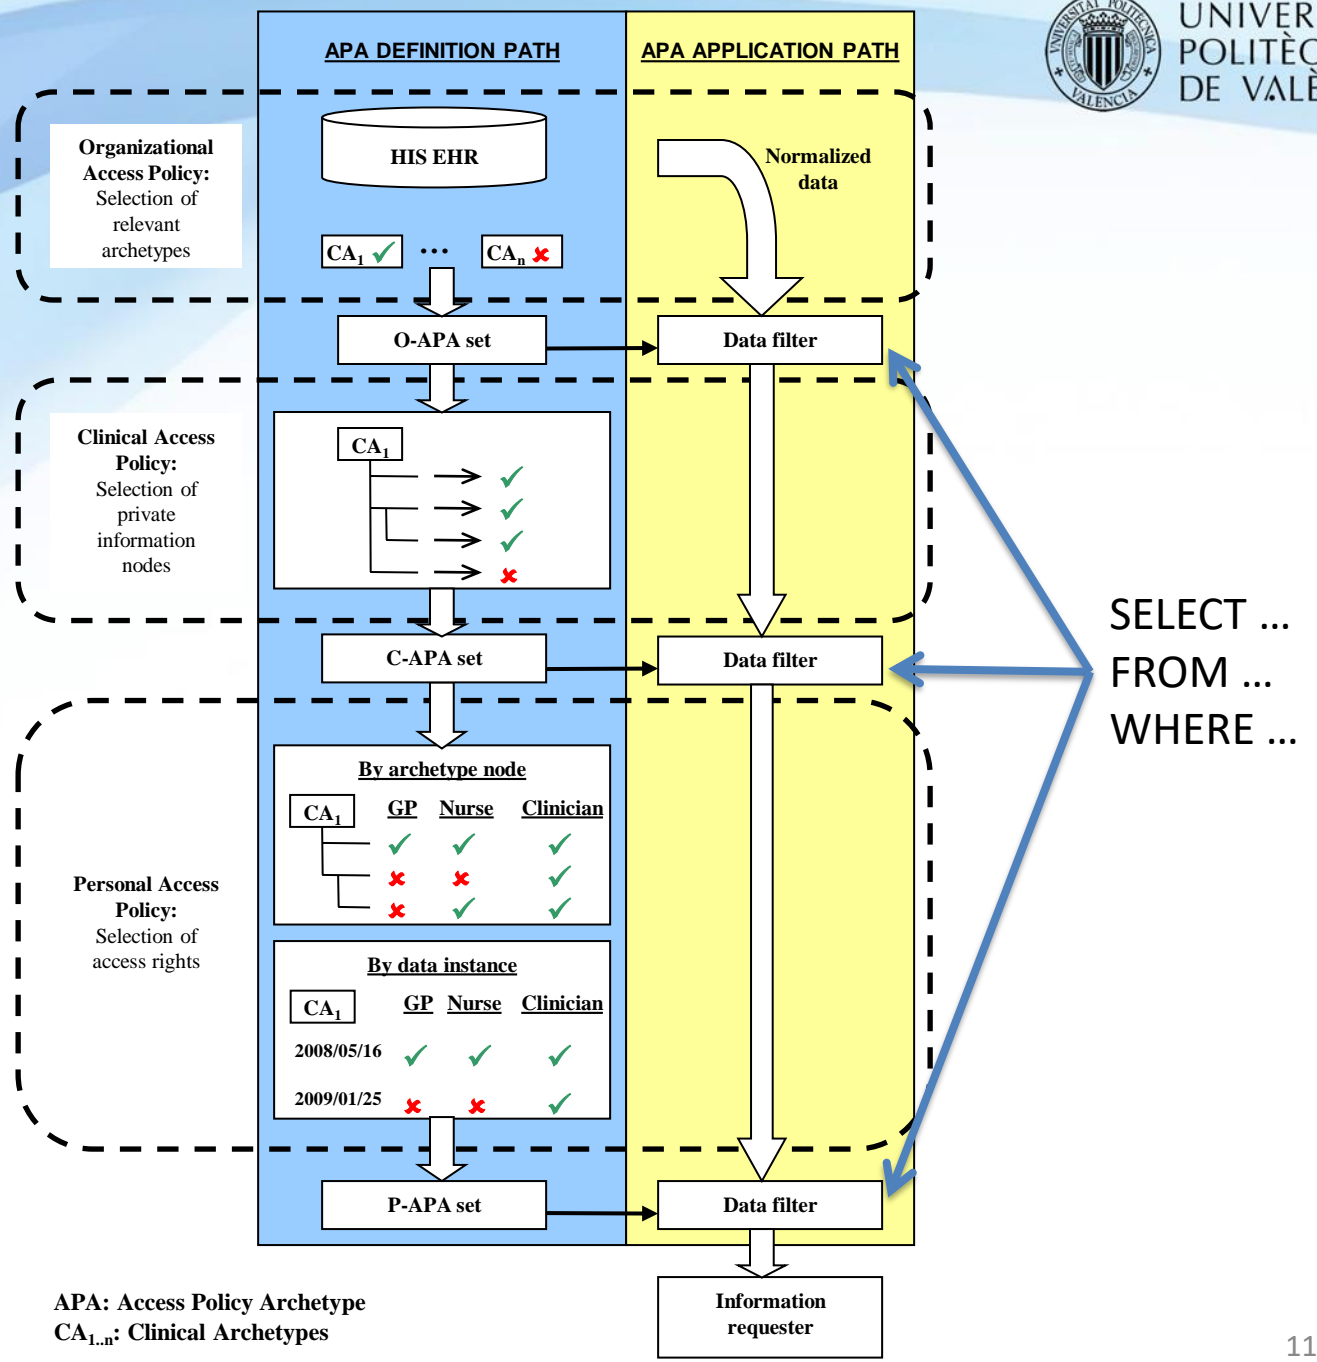 APA DEFINITION PATH
APA APPLICATION PATH
UNIVER
POLITÈC
DE VALÈ
UNIVERSITAT POLITECNICA
VALENCIA
Organizational
Access Policy:
Selection of
relevant
archetypes
HIS EHR
Normalized
data
CA1
...
CAn
O-APA set
Data filter
Clinical Access
Policy:
Selection of
private
information
nodes
CA1
C-APA set
Data filter
SELECT ...
FROM ...
WHERE ...
Personal Access
Policy:
Selection of
access rights
By archetype node
CA1 GP Nurse Clinician
By data instance
CA1 GP Nurse Clinician
2008/05/16
2009/01/25
P-APA set
Data filter
Information
requester
APA: Access Policy Archetype
CA1..n: Clinical Archetypes
11